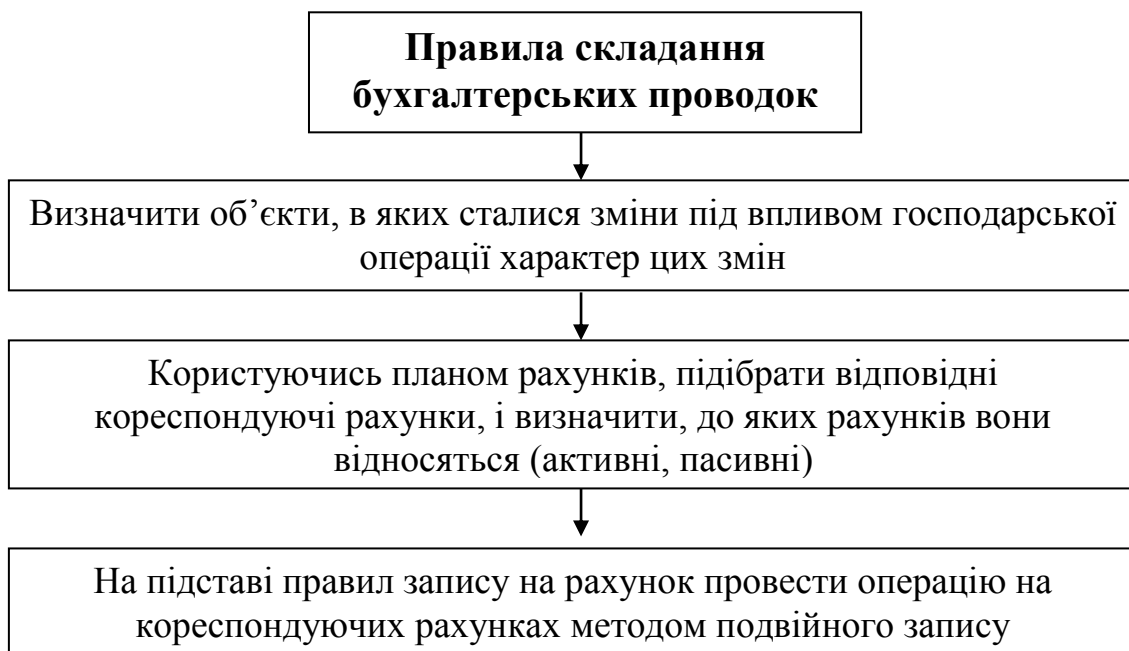 Правила складання
бухгалтерських проводок
Визначити об’єкти, в яких сталися зміни під впливом господарської
операції характер цих змін
Користуючись планом рахунків, підібрати відповідні
кореспондуючі рахунки, і визначити, до яких рахунків вони
відносяться (активні, пасивні)
На підставі правил запису на рахунок провести операцію на
кореспондуючих рахунках методом подвійного запису